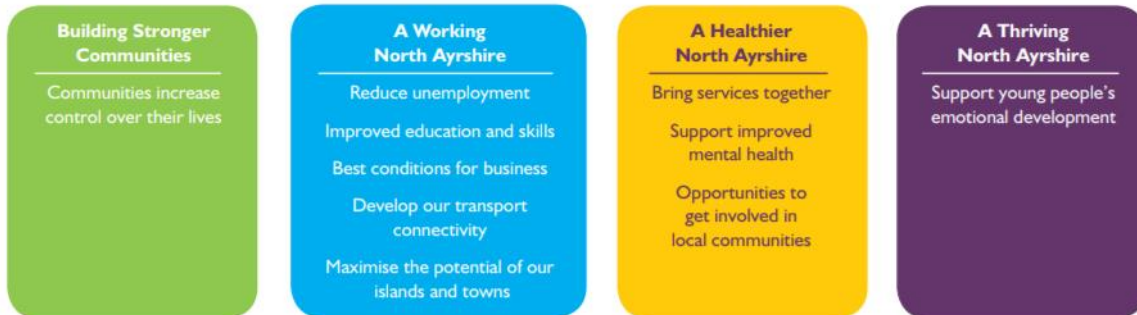 Building Stronger
Communities
Communities increase
control over their lives
A Working
North Ayrshire
Reduce unemployment
Improved education and skills
Best conditions for business
Develop our transport
connectivity
Maximise the potential of our
islands and towns
A Healthier
North Ayrshire
Bring services together
Support improved
mental health
Opportunities to
get involved in
local communities
A Thriving
North Ayrshire
Support young people's
emotional development